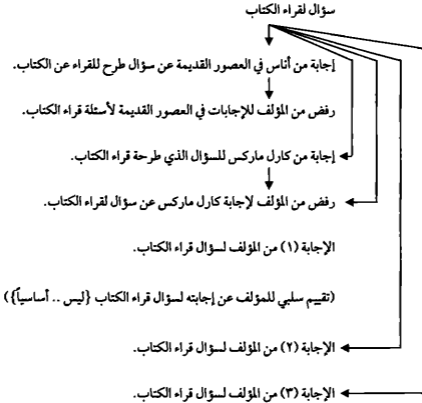 سؤال لقراء الكتاب
إجابة من أناس في العصور القديمة عن سؤال طرح للقراء عن الكتاب.
رفض من المؤلف للإجابات في العصور القديمة لأسئلة قراء الكتاب.
إجابة من كارل ماركس للسؤال الذي طرحة قراء الكتاب.
رفض من المؤلف لإجابة كارل ماركس عن سؤال لقراء الكتاب.
الإجابة (١) من المؤلف لسؤال قراء الكتاب.
(تقييم سلبي للمؤلف عن إجابته لسؤال قراء الكتاب {ليس .. أساسياً})
الإجابة (٢) من المؤلف لسؤال قراء الكتاب.
الإجابة (٣) من المؤلف لسؤال قراء الكتاب.